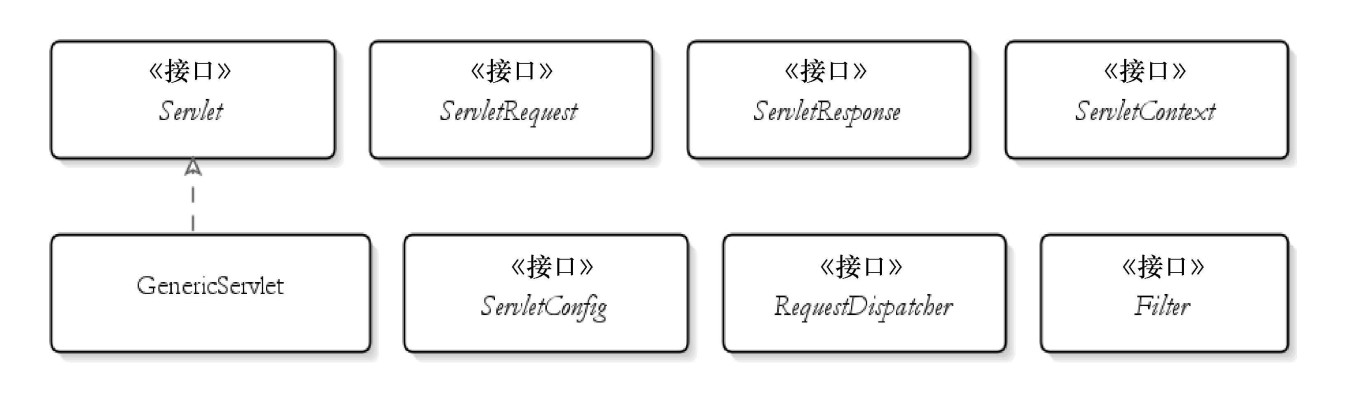 《接口》
Servlet
《接口》
ServletRequest
《接口》
ServletResponse
《接口》
ServletContext
GenericServlet
《接口》
ServletConfig
《接口》
RequestDispatcher
《接口》
Filter